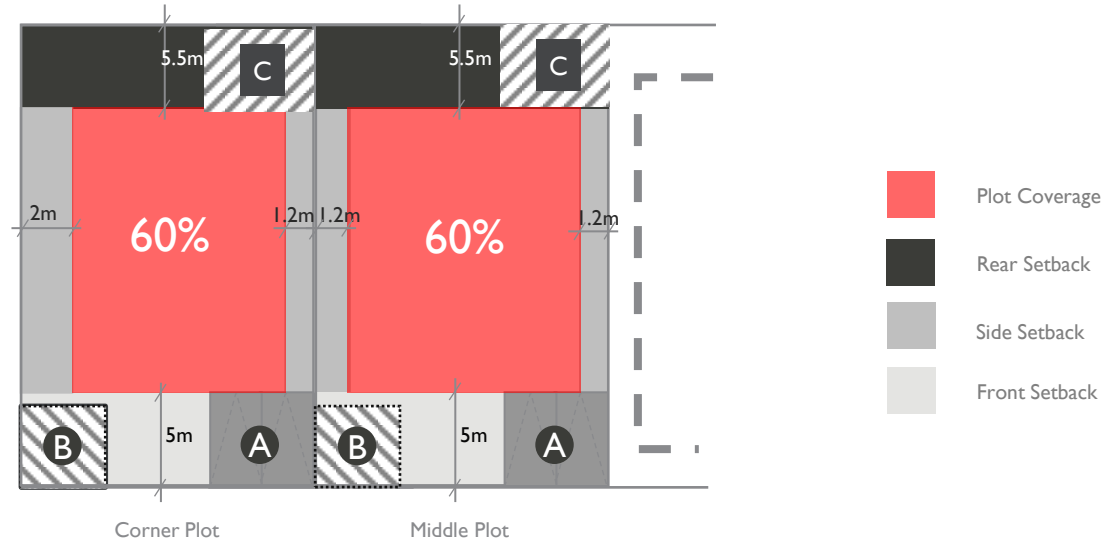 5.5m
C
5.5m
C
2m
60%
1.2m
1.2m
60%
1.2m
B
5m
A
B
5m
A
Corner Plot
Middle Plot
Plot Coverage
Rear Setback
Side Setback
Front Setback